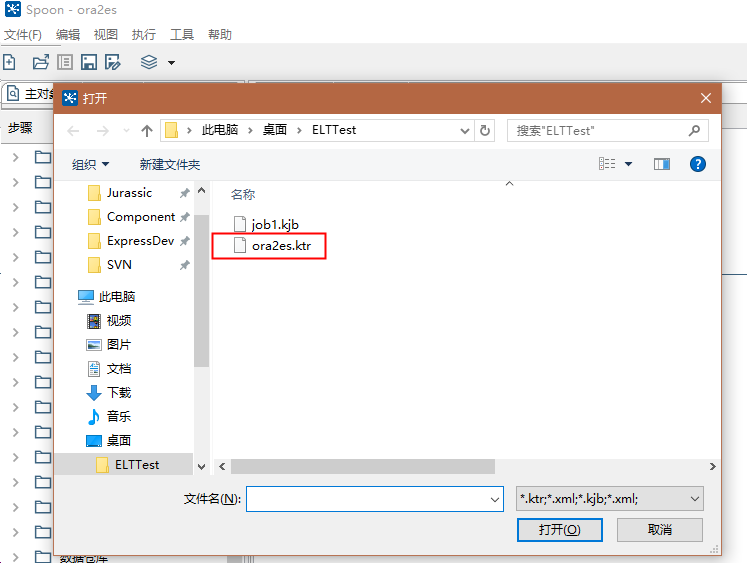 Spoon - ora2es
文件(F) 编辑 视图 执行 工具 帮助
主对象
步骤
打开
此电脑 桌面 ELTTest
搜索"ELTTest"
组织 新建文件夹
Jurassic
Component
ExpressDev
SVN
此电脑
视频
图片
文档
下载
音乐
桌面
ELTTest
名称
job1.kjb
ora2es.ktr
文件名(N):
*.ktr;*.xml;*.kjb;*.xml;
打开(O) 取消
数据仓库